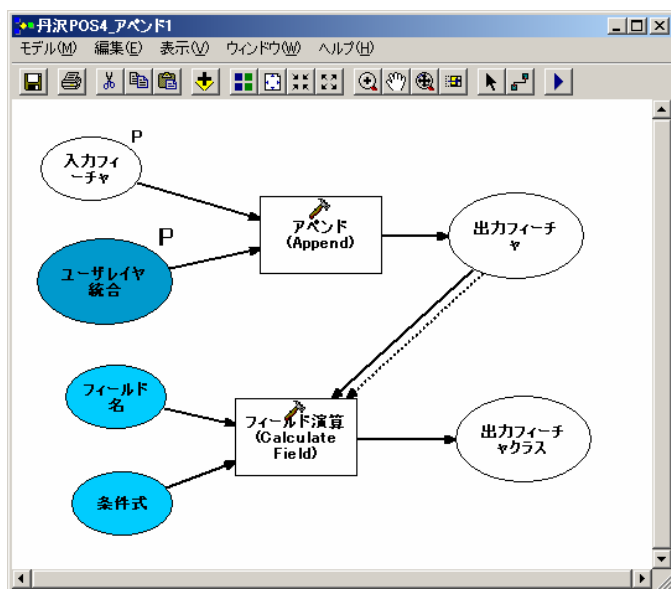 丹沢POS4_アペンド1
モデル(M) 編集(E) 表示(V) ウィンドウ(W) ヘルプ(H)
P
入力フィ
ーチャ
アペンド
(Append)
出力フィーチ
ャ
P
ユーザレイヤ
統合
フィールド
名
フィールド演算
(Calculate
Field)
出力フィーチ
ャクラス
条件式